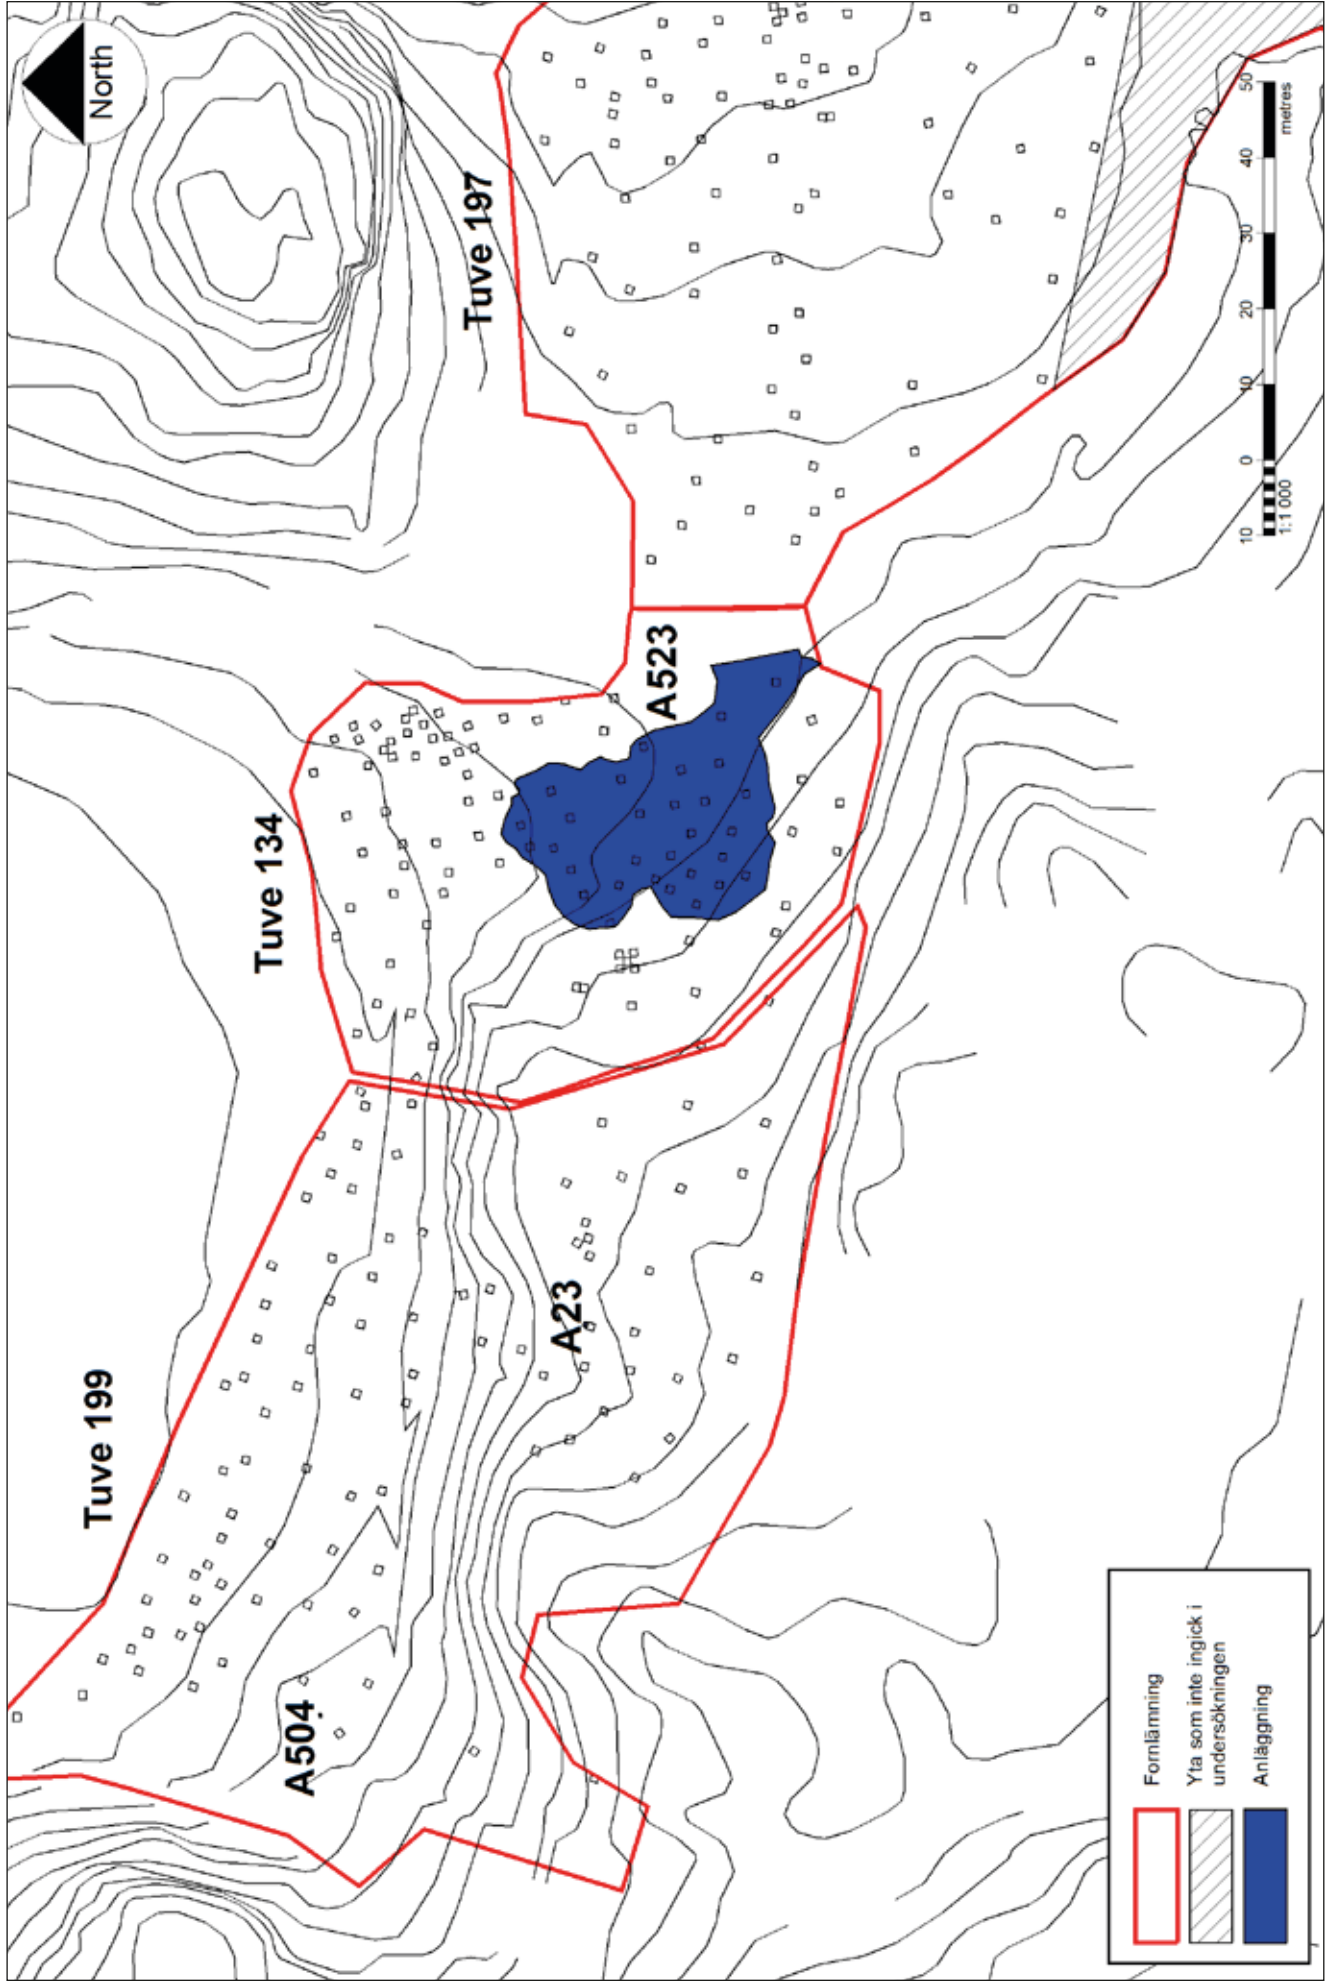 North
Tuve 199
Tuve 134
Tuve 197
A504
A23
A523
Fornlämning
Yta som inte ingick i
undersökningen
Anläggning
10 0 10 20 30 40 50
1:1 000 metres